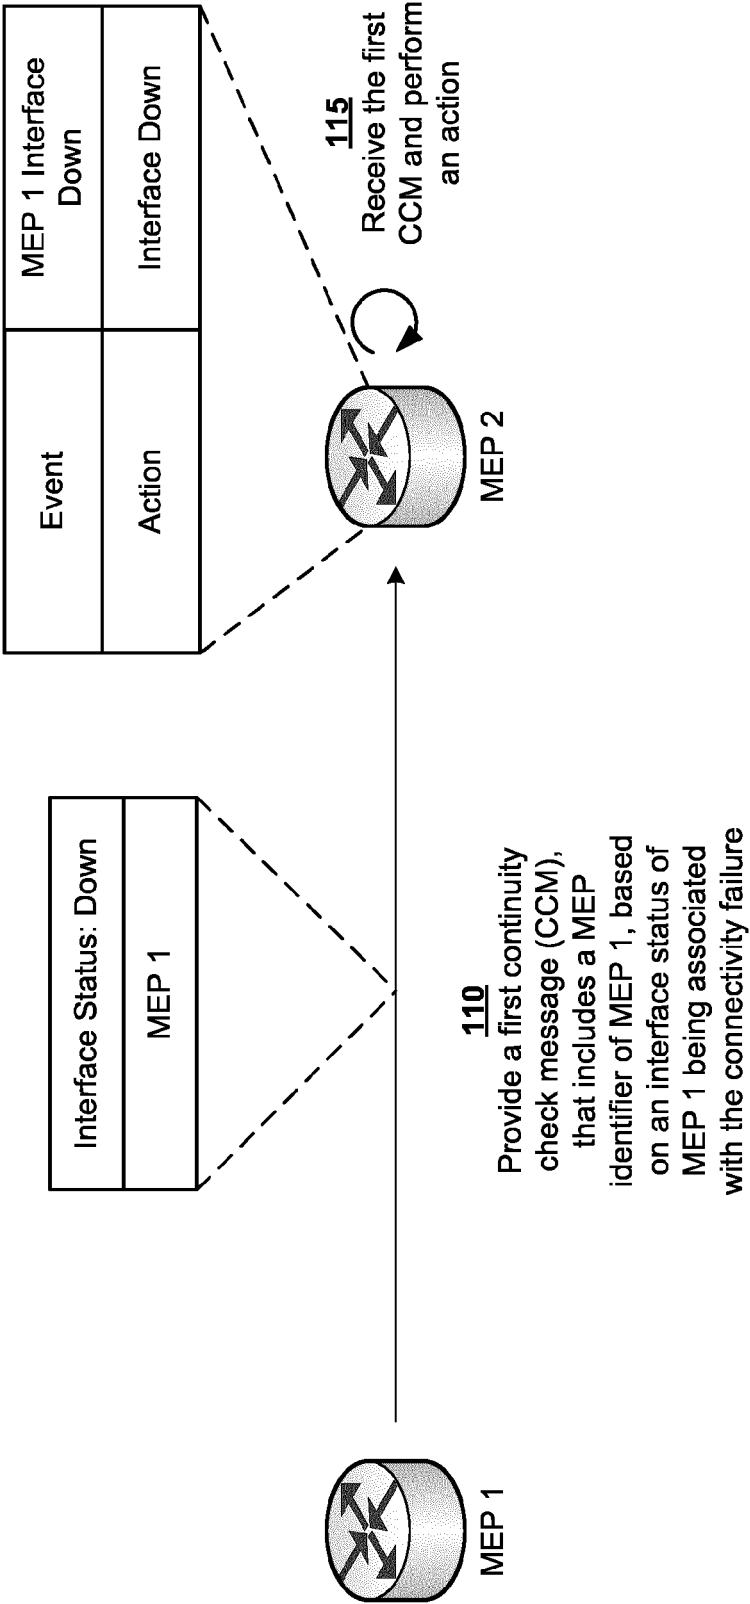 Interface Status: Down
MEP 1
Event
MEP 1 Interface
Down
Action
Interface Down
MEP 1
110
Provide a first continuity
check message (CCM),
that includes a MEP
identifier of MEP 1, based
on an interface status of
MEP 1 being associated
with the connectivity failure
MEP 2
115
Receive the first
CCM and perform
an action